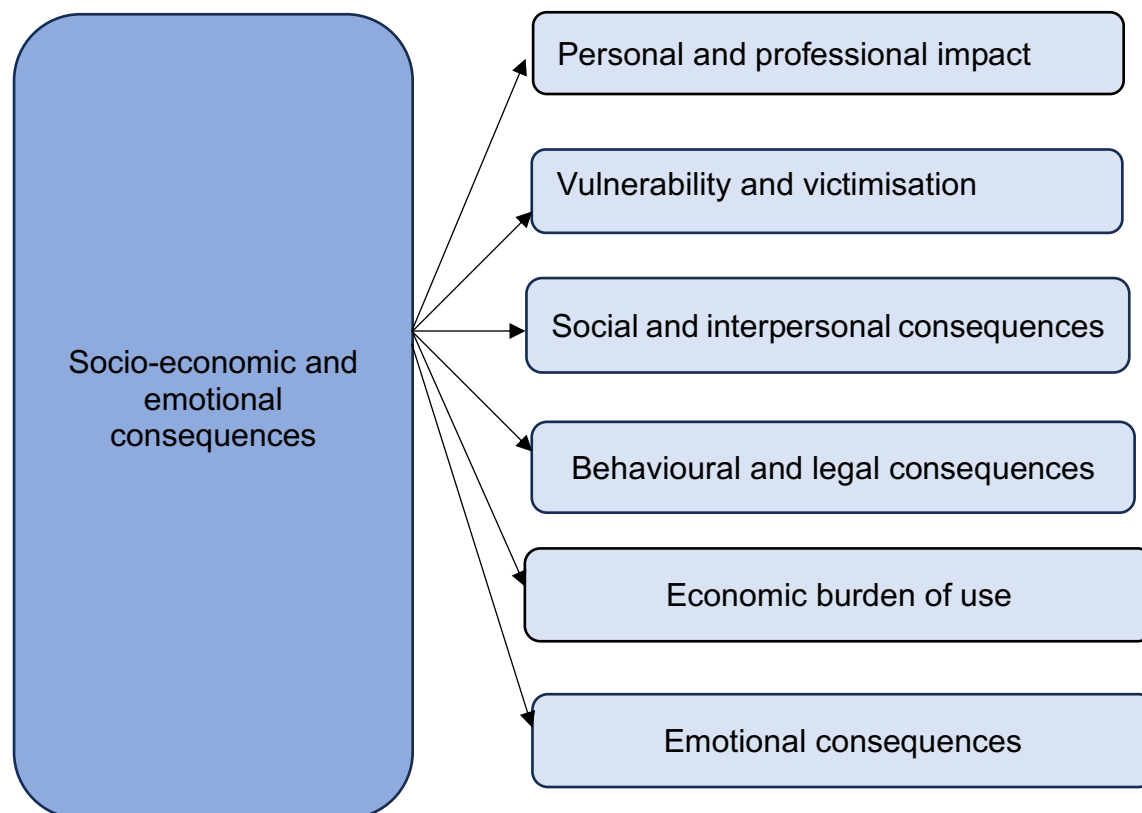 Personal and professional impact
Vulnerability and victimisation
Social and interpersonal consequences
Socio-economic and
emotional
consequences
Behavioural and legal consequences
Economic burden of use
Emotional consequences